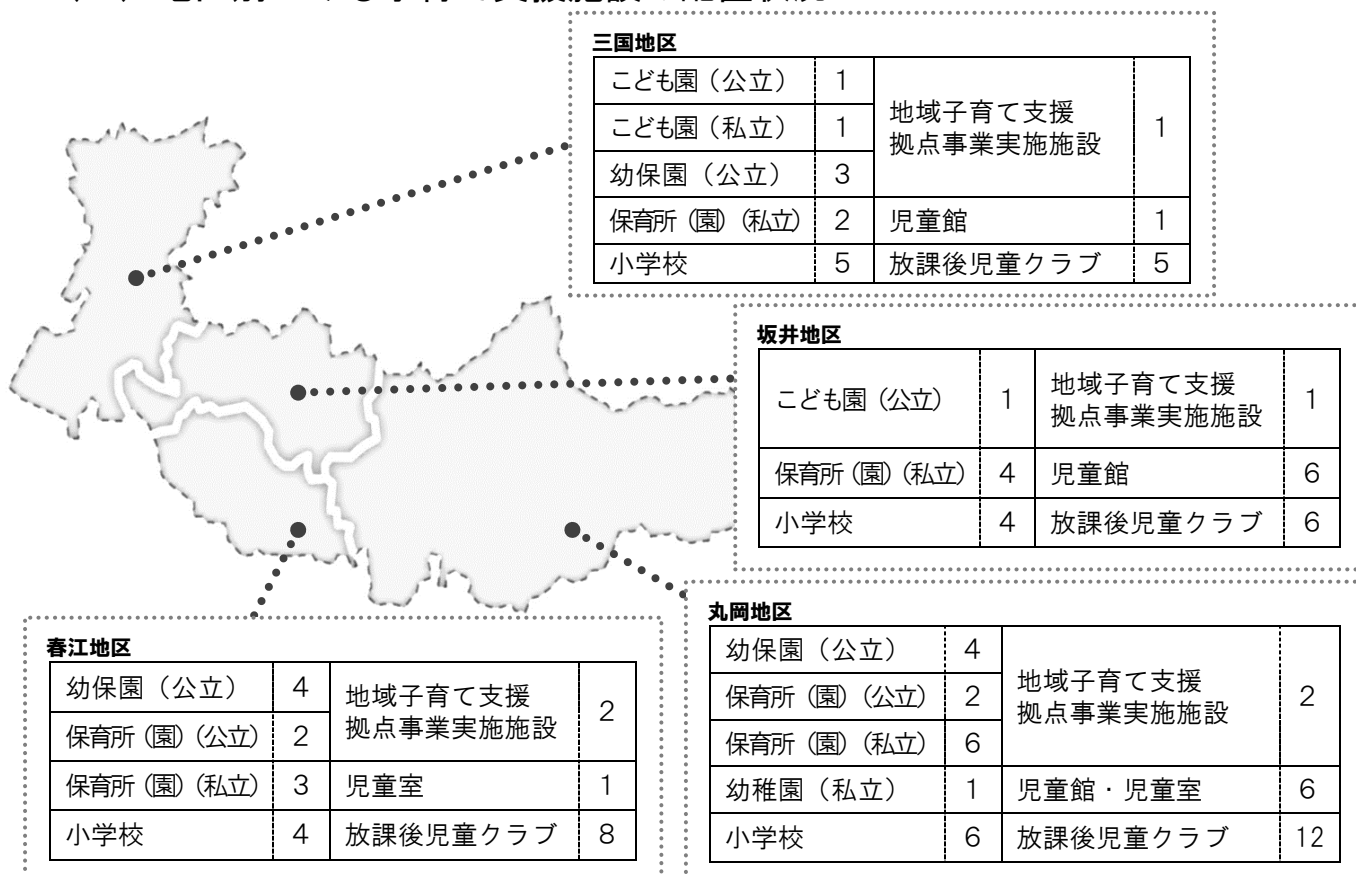 三国地区
こども園（公立） 1
こども園（私立） 1
幼保園（公立） 3
保育所（園）（私立） 2
小学校 5
地域子育て支援
拠点事業実施施設 1
児童館 1
放課後児童クラブ 5
坂井地区
こども園（公立） 1
保育所（園）（私立） 4
小学校 4
地域子育て支援
拠点事業実施施設 1
児童館 6
放課後児童クラブ 6
春江地区
幼保園（公立） 4
保育所（園）（公立） 2
保育所（園）（私立） 3
小学校 4
地域子育て支援
拠点事業実施施設 2
児童室 1
放課後児童クラブ 8
丸岡地区
幼保園（公立） 4
保育所（園）（公立） 2
保育所（園）（私立） 6
幼稚園（私立） 1
小学校 6
地域子育て支援
拠点事業実施施設 2
児童館・児童室 6
放課後児童クラブ 12